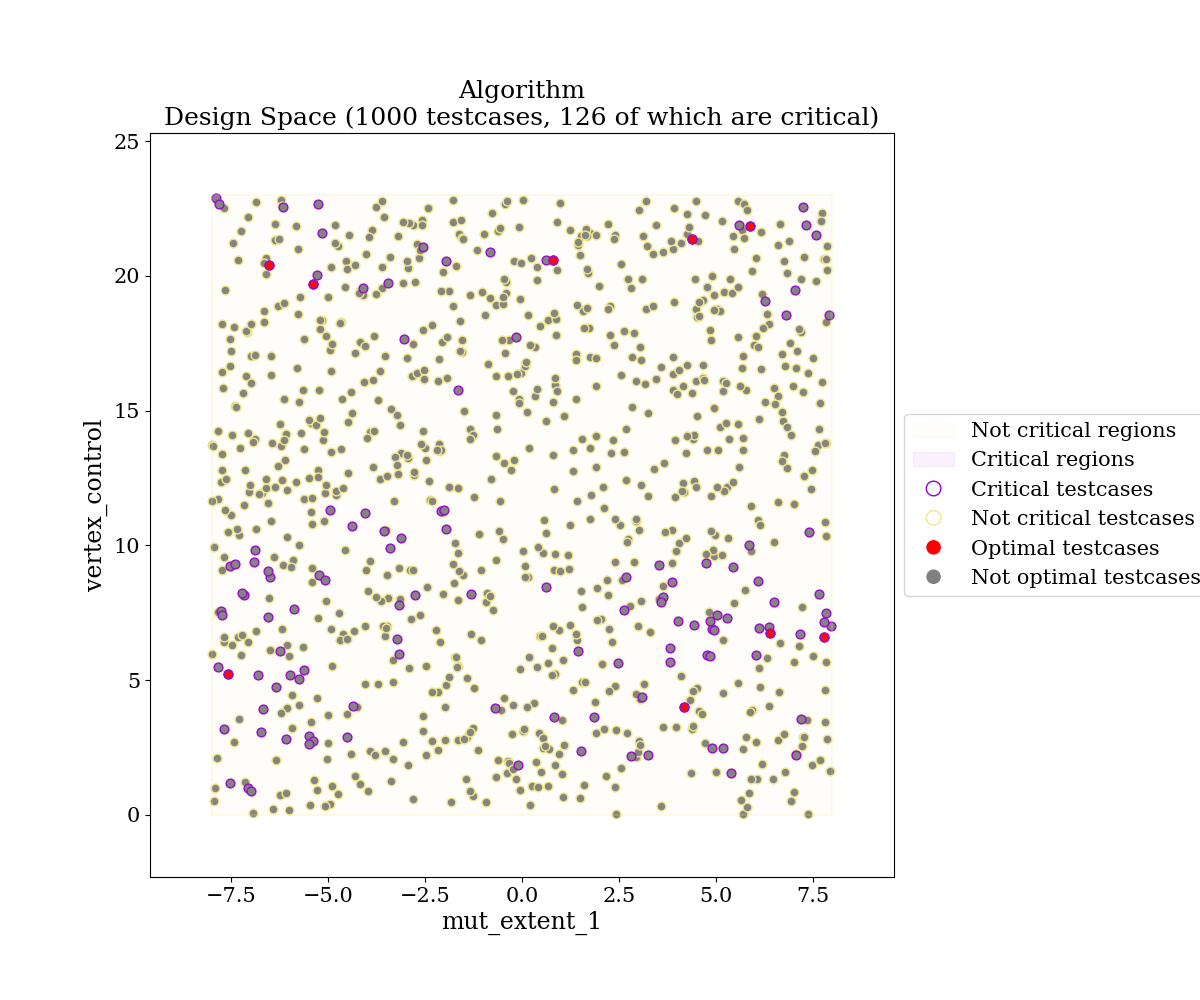 Algorithm
Design Space (1000 testcases, 126 of which are critical)
25
20
15
10
5
0
vertex_control
−7.5
−5.0
−2.5
0.0
2.5
5.0
7.5
mut_extent_1
Not critical regions
Critical regions
Critical testcases
Not critical testcases
Optimal testcases
Not optimal testcases